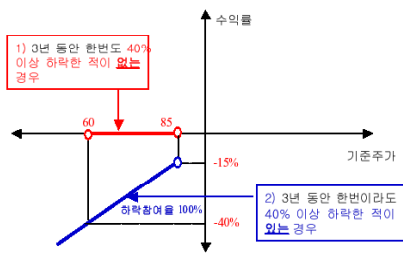 수익률
1) 3년 동안 한번도 40%
이상 하락한 적이 없는
경우
60
85
-15%
기준주가
하락참여율 100%
-40%
2) 3년 동안 한번이라도
40% 이상 하락한 적이
있는 경우